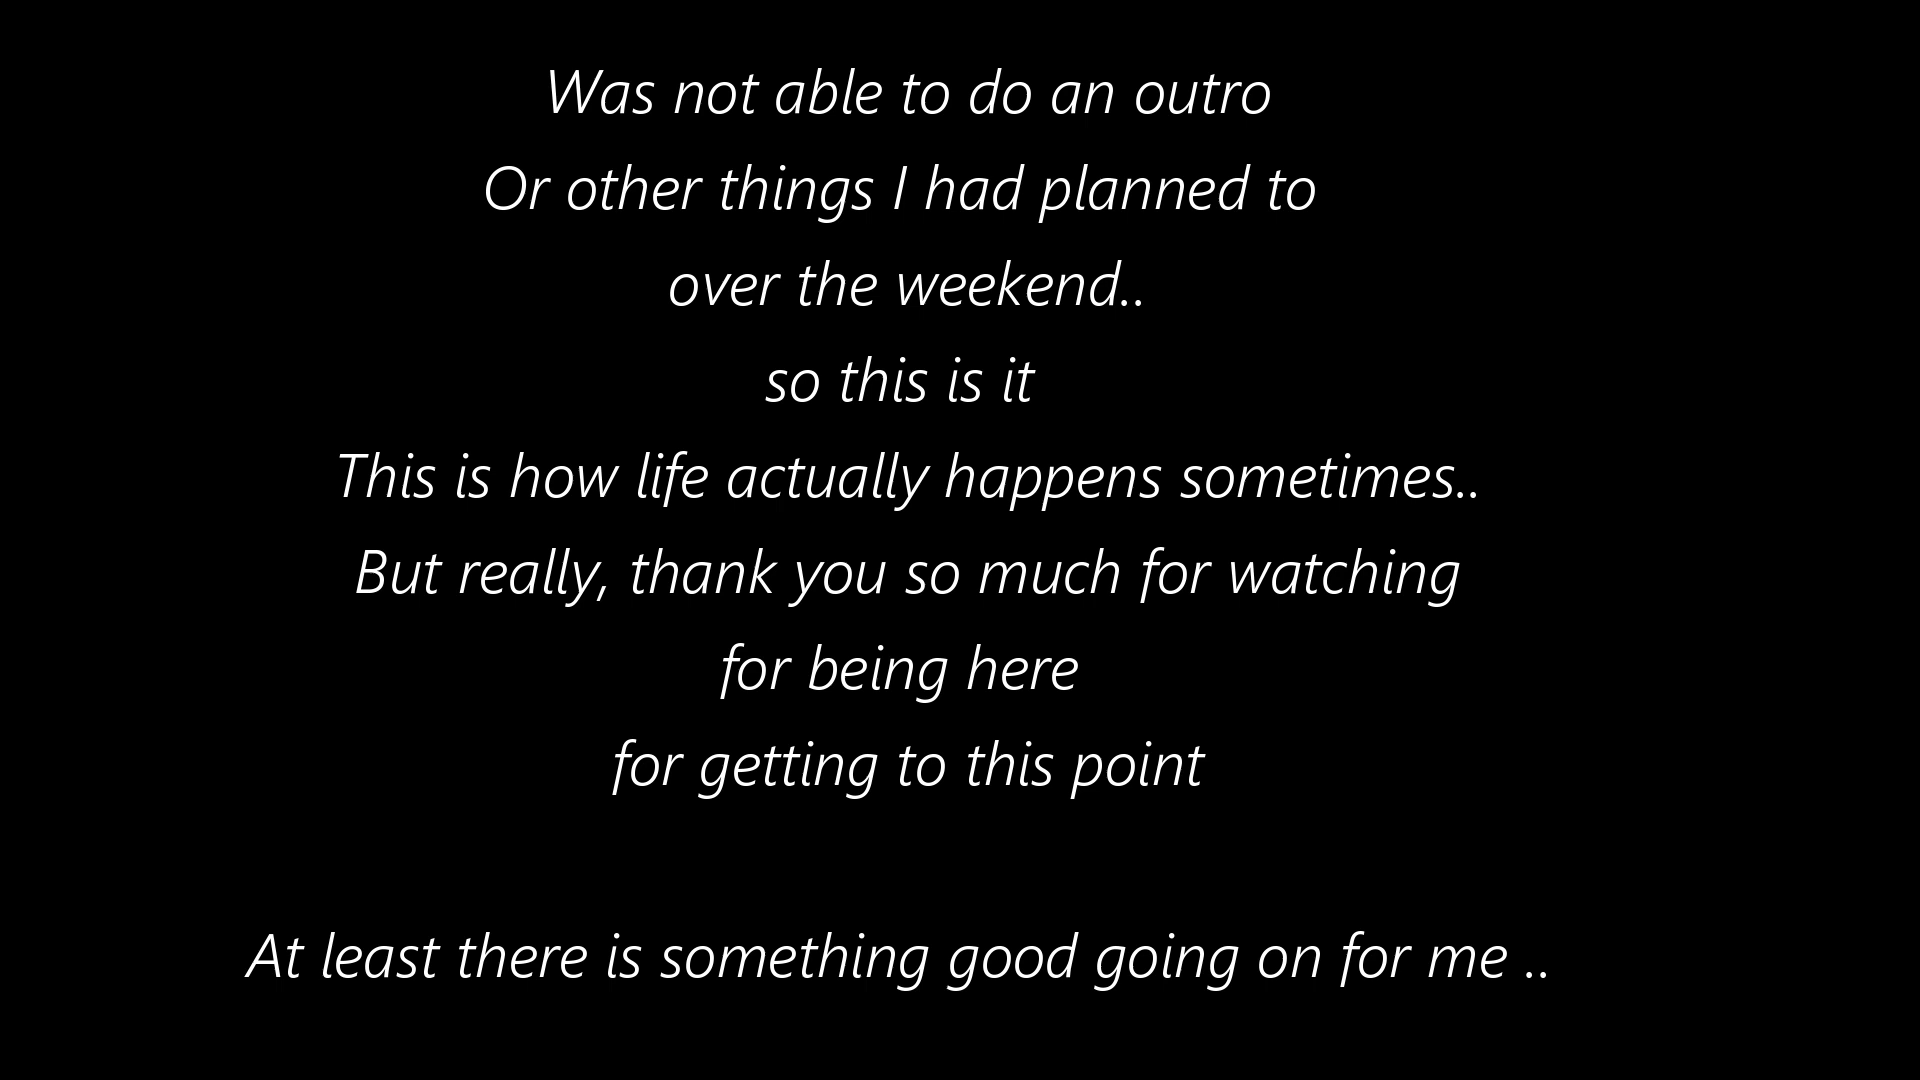 Was not able to do an outro
Or other things I had planned to
over the weekend..
so this is it
This is how life actually happens sometimes..
But really, thank you so much for watching
for being here
for getting to this point
At least there is something good going on for me ..